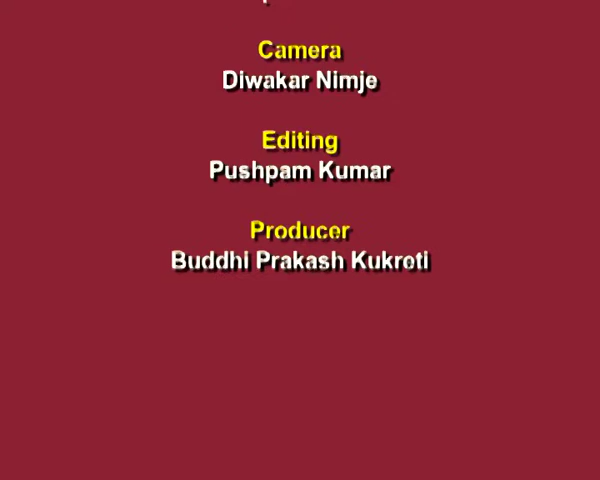 Camera
Diwakar Nimje
Editing
Pushpam Kumar
Producer
Buddhi Prakash Kukreti